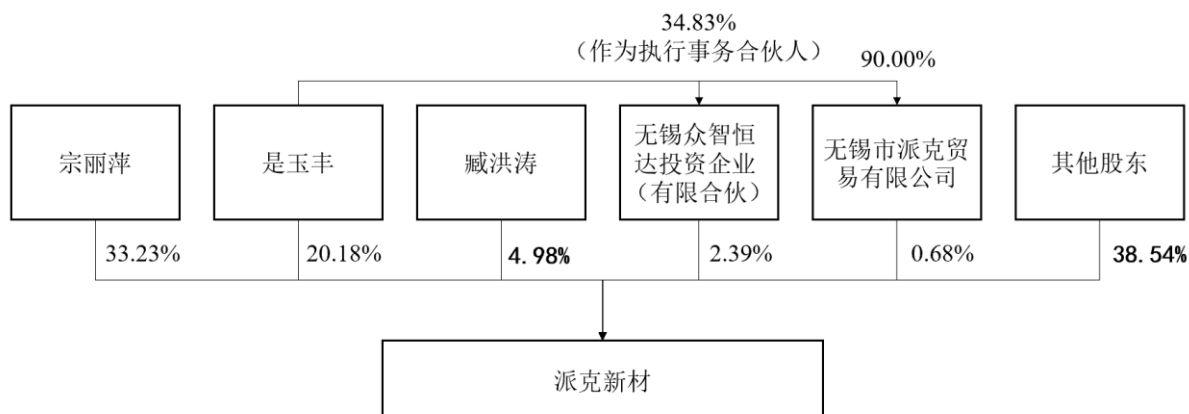 34.83%
（作为执行事务合伙人）
90.00%
宗丽萍
是玉丰
臧洪涛
无锡众智恒
达投资企业
（有限合伙）
无锡市派克贸
易有限公司
其他股东
33.23%
20.18%
4.98%
2.39%
0.68%
38.54%
派克新材